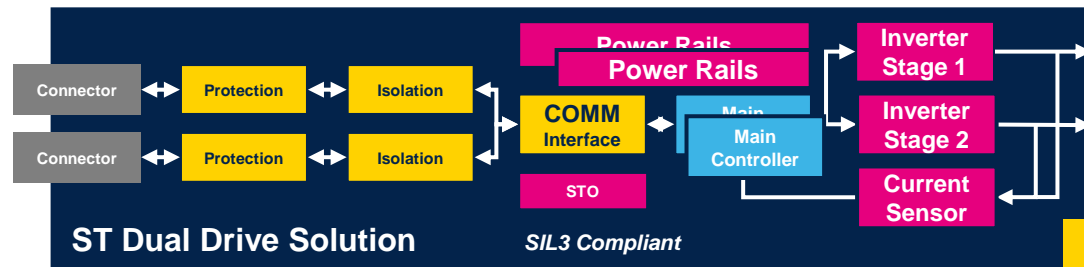 Power Rails
Power Rails
Inverter
Stage 1
Connector
Protection
Isolation
COMM
Interface
Main
Main
Controller
Inverter
Stage 2
Connector
Protection
Isolation
STO
Current
Sensor
ST Dual Drive Solution
SIL3 Compliant